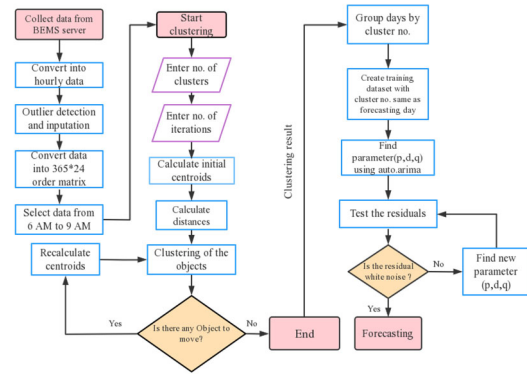 Collect data from
BEMS server
Convert into
hourly data
Outlier detection
and inputation
Convert data
into 365*24
order matrix
Select data from
6 AM to 9 AM
Start
clustering
Enter no. of
clusters
Enter no. of
iterations
Calculate initial
centroids
Calculate
distances
Clustering of the
objects
Recalculate
centroids
Is there any Object to
move?
Yes
No
End
Clustering result
Group days by
cluster no.
Create training
dataset with
cluster no. same as
forecasting day
Find
parameter(p,d,q)
using auto.arima
Test the residuals
Is the residual
white noise ?
No
Find new
parameter
(p,d,q)
Yes
Forecasting